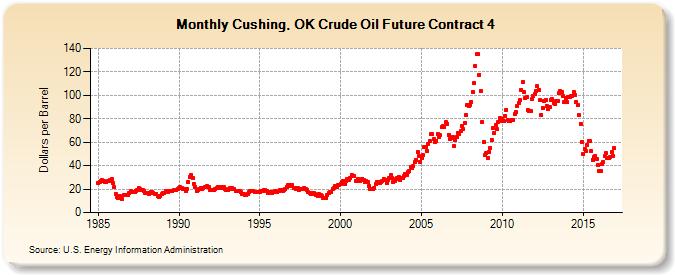 Monthly Cushing, OK Crude Oil Future Contract 4
Dollars per Barrel
140
120
100
80
60
40
20
0
1985 1990 1995 2000 2005 2010 2015
Source: U.S. Energy Information Administration